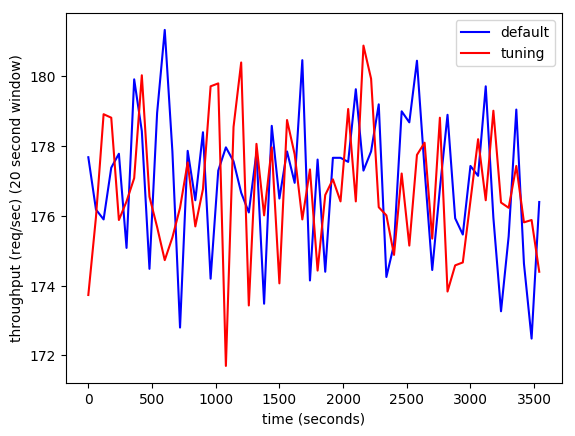 default
tuning
throughput (req/sec) (20 second window)
180
178
176
174
172
0 500 1000 1500 2000 2500 3000 3500
time (seconds)